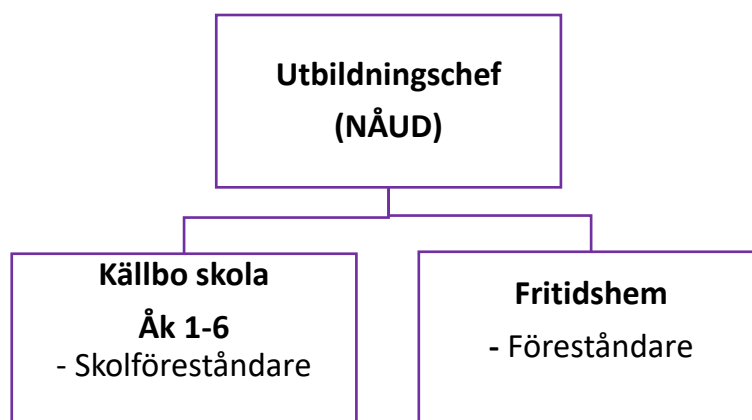 Utbildningschef
(NÅUD)
Källbo skola
Åk 1-6
- Skolföreståndare
Fritidshem
- Föreståndare